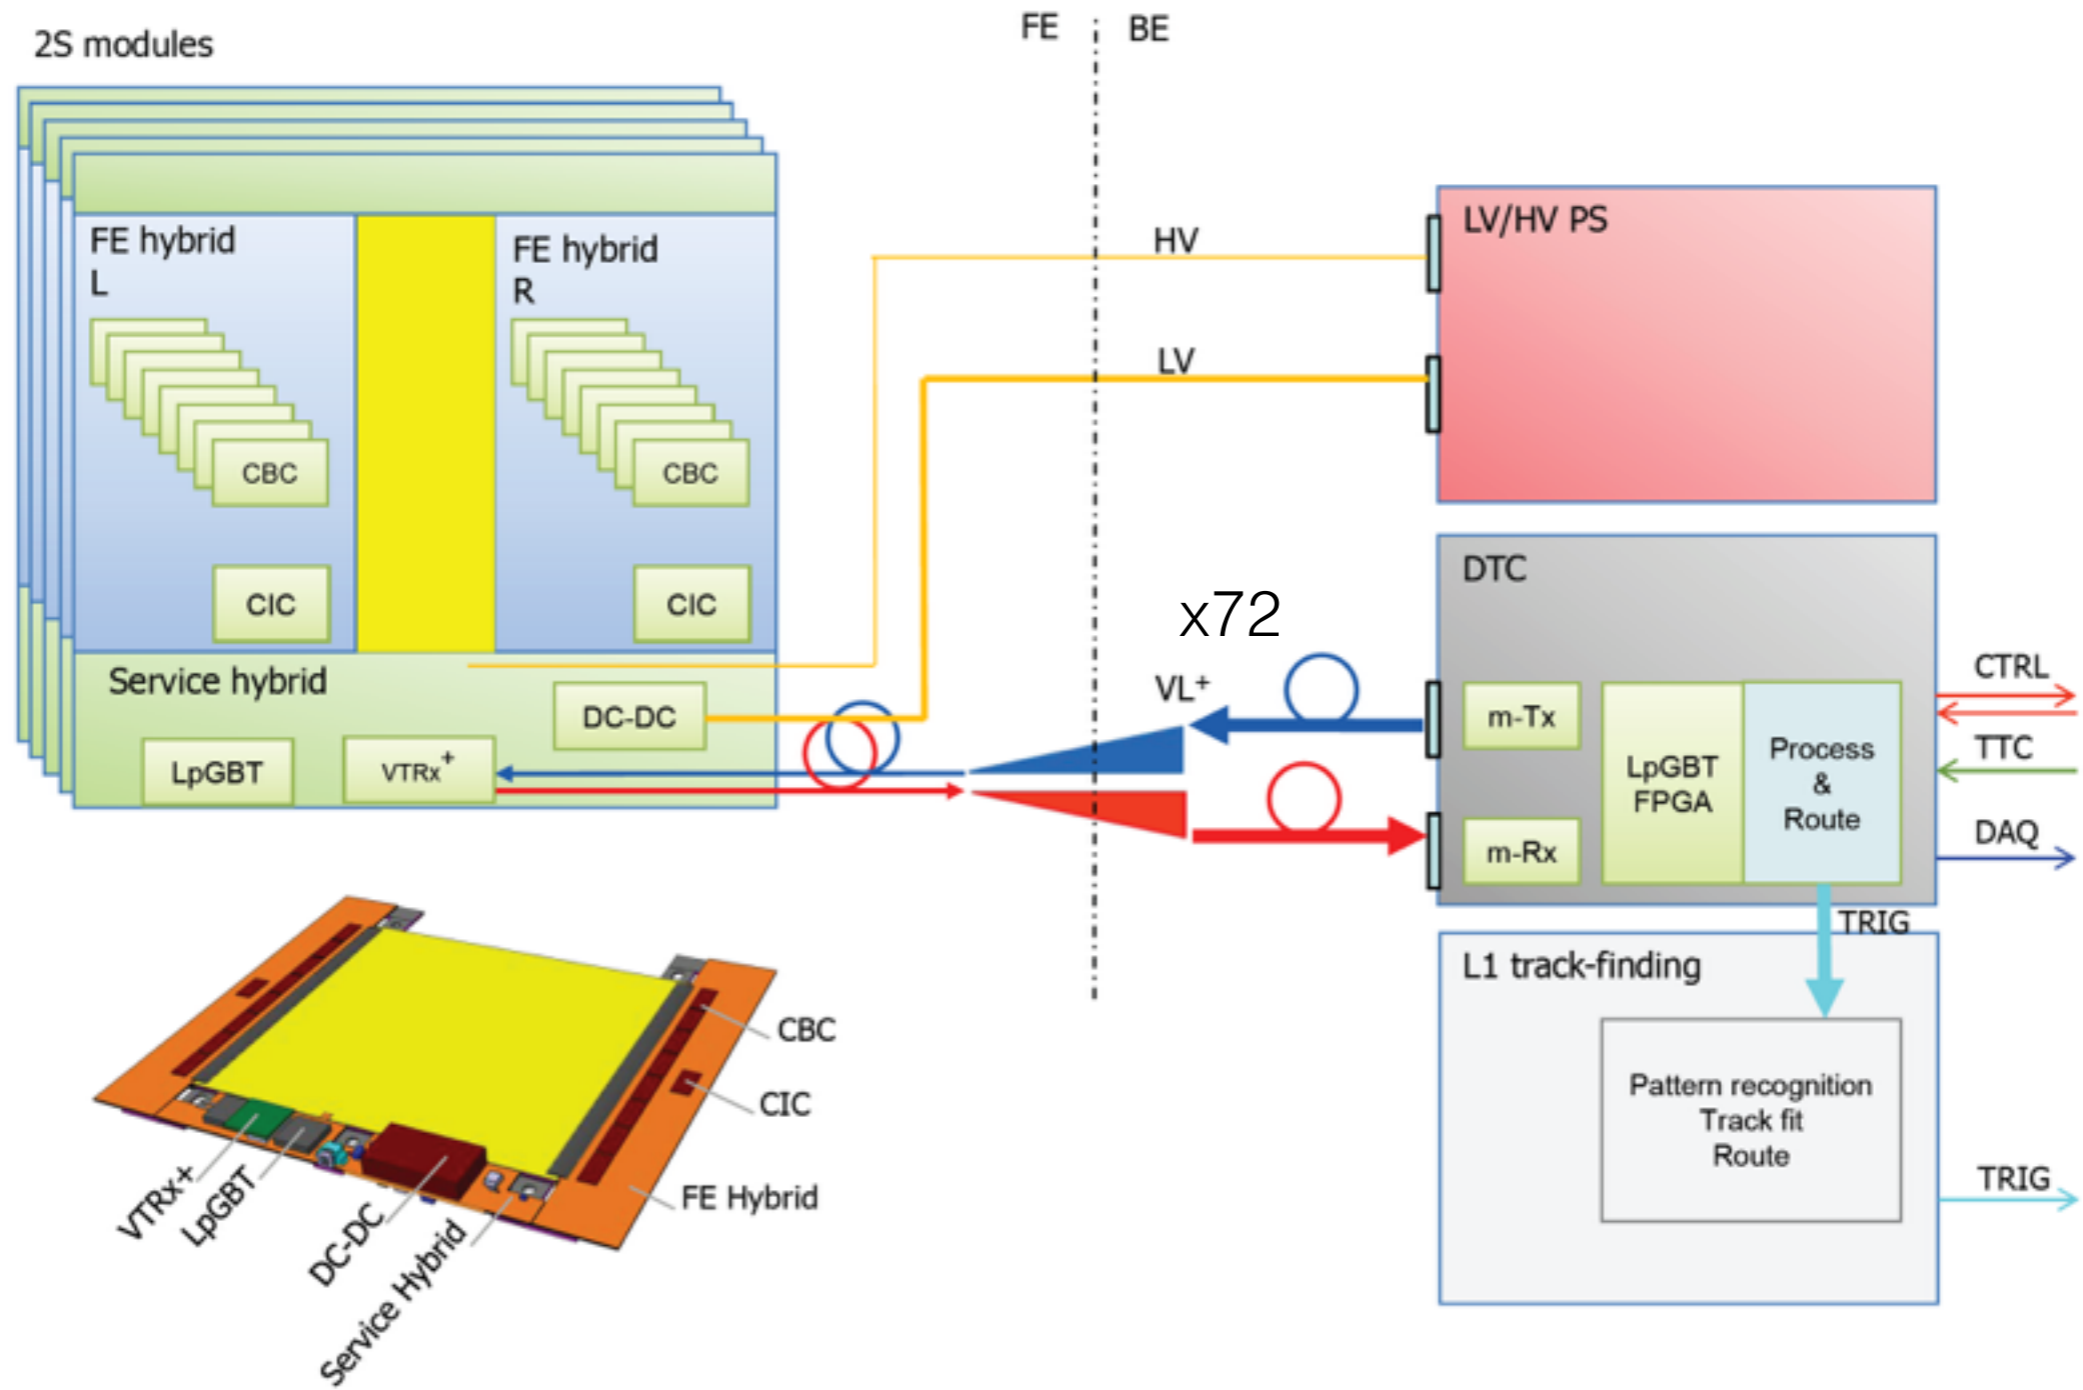 2S modules
FE
BE
FE hybrid
L
FE hybrid
R
CBC
CBC
CIC
CIC
Service hybrid
DC-DC
LpGBT
VTRx+
HV
LV
LV/HV PS
x72
VL+
DTC
m-Tx
m-Rx
LpGBT
FPGA
Process
&
Route
CTRL
TTC
DAQ
TRIG
L1 track-finding
Pattern recognition
Track fit
Route
TRIG
CBC
CIC
FE Hybrid
VTRx+
LpGBT
DC-DC
Service Hybrid